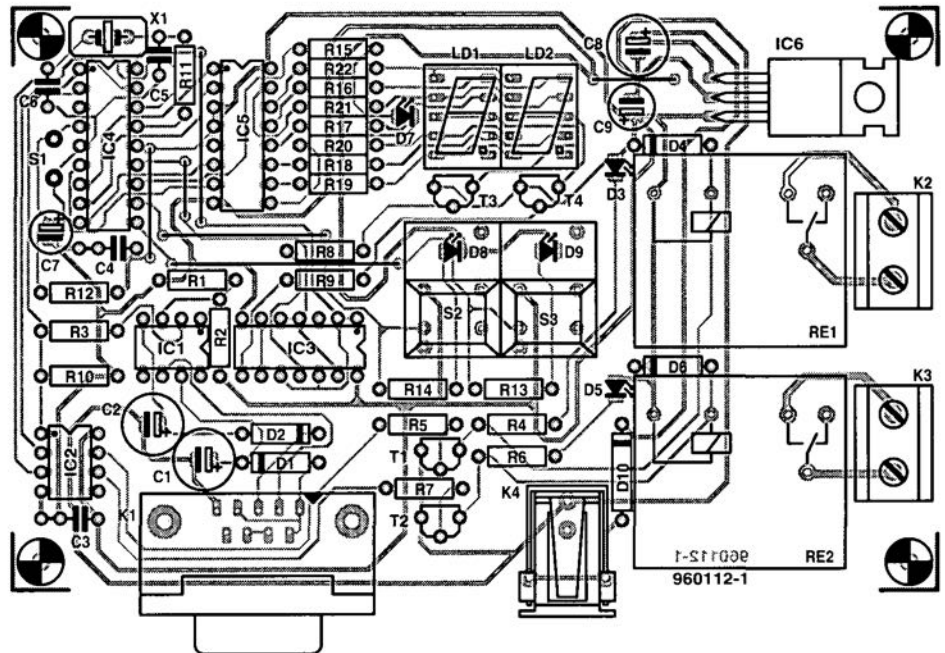 X1
C8
IC6
LD1 LD2
R15
R22
R16
R21
R17
R20
R18
R19
R11
C6
C5
IC4
IC5
D7
C9
S1
D4
D3
K2
T3
T4
C7
C4
R8
D8
D9
R9
R1
R12
S2
S3
R3
R2
IC1
IC3
RE1
R10
D6
R14
R13
D5
K3
C2
D2
R5
R4
IC2
T1
R6
C1
D1
R7
K4
D10
K1
T2
C3
RE2
960112-1
960112-1